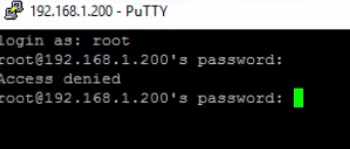 192.168.1.200 - PuTTY
login as: root
root@192.168.1.200's password:
Access denied
root@192.168.1.200's password: